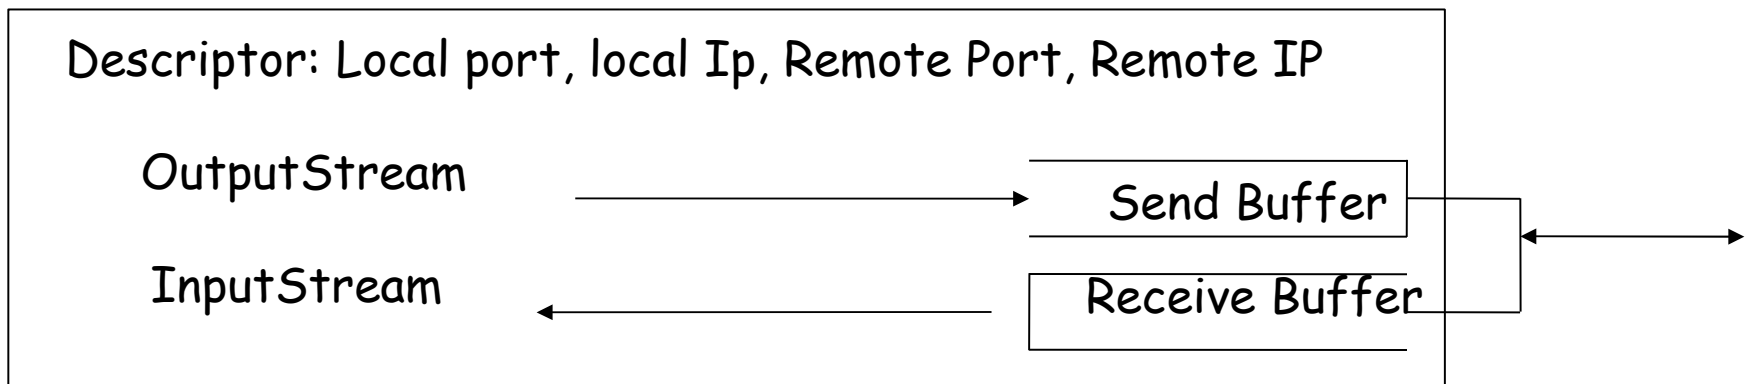 Descriptor: Local port, local Ip, Remote Port, Remote IP
OutputStream
Send Buffer
InputStream
Receive Buffer